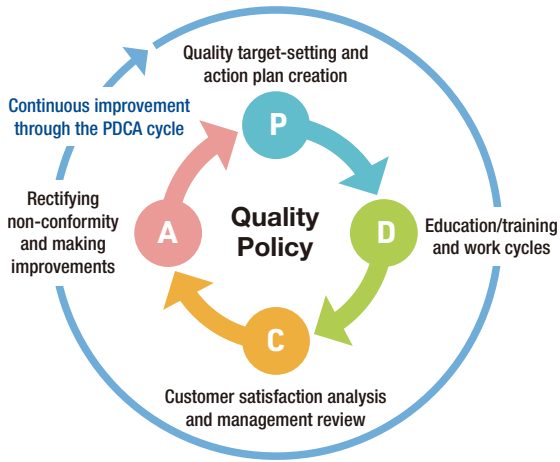 Quality target-setting and
action plan creation
Continuous improvement
through the PDCA cycle
P
Rectifying
non-conformity
and making
improvements
A
Quality
Policy
D
Education/training
and work cycles
C
Customer satisfaction analysis
and management review